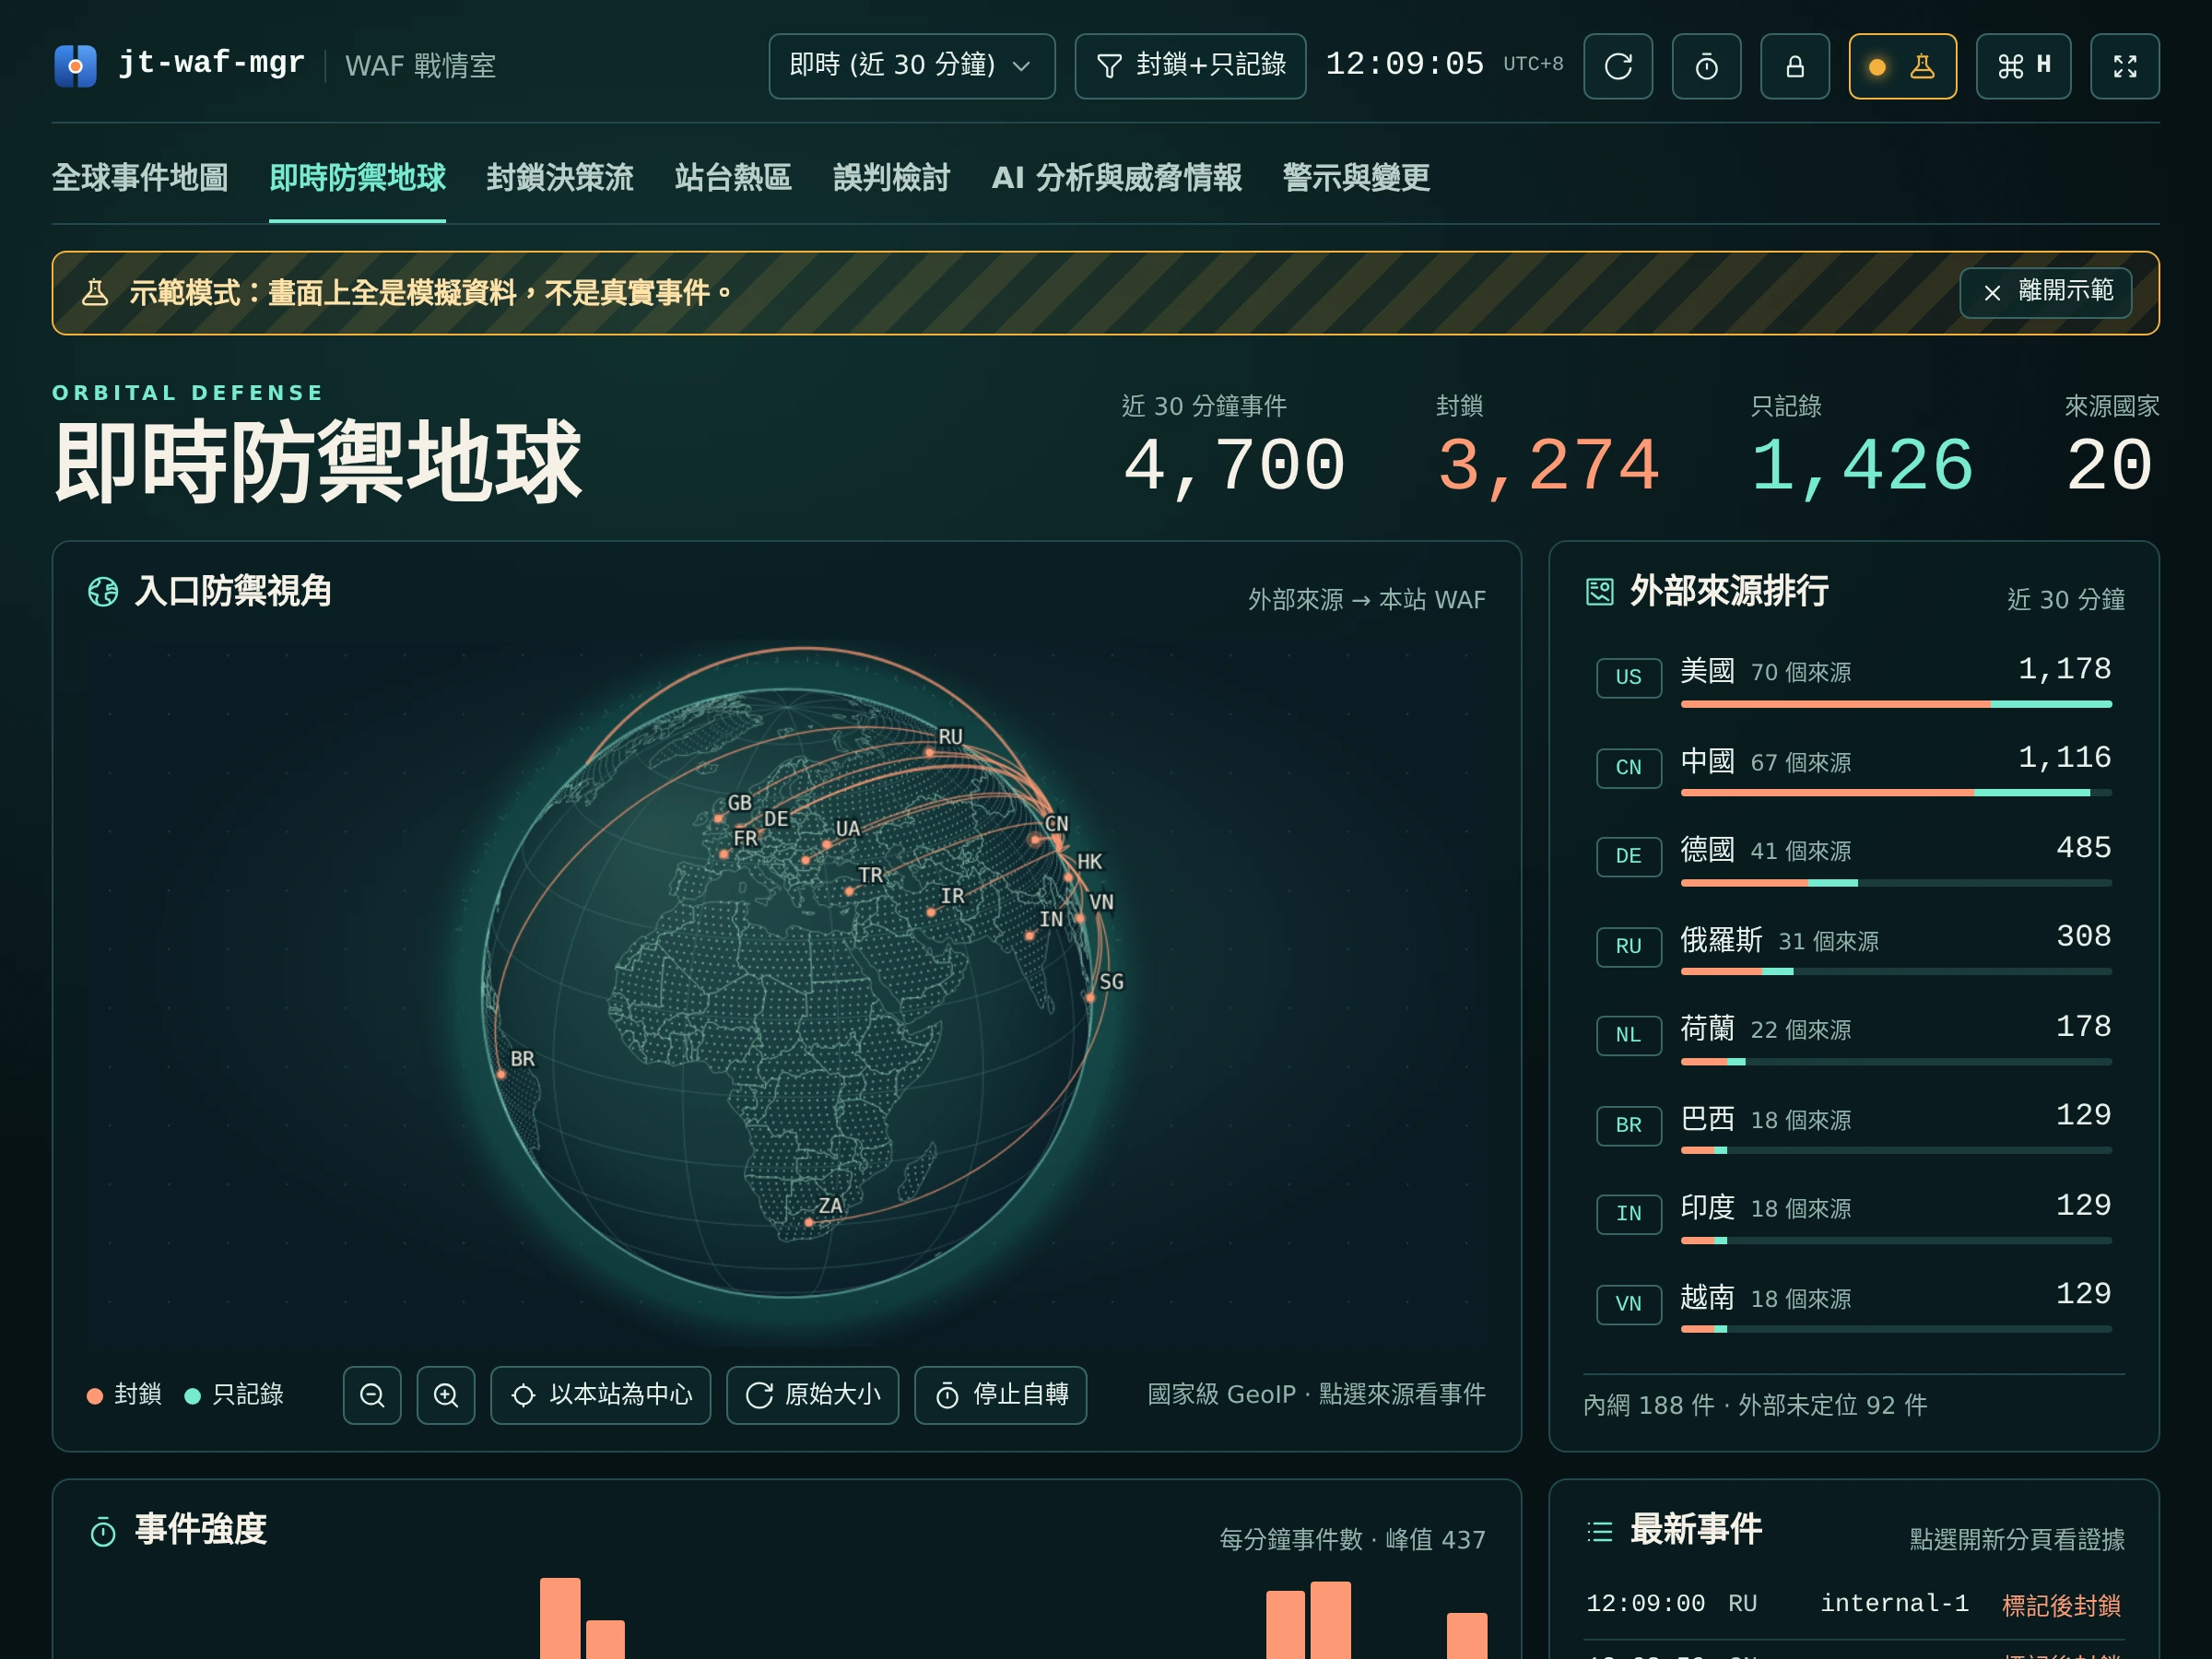 jt-waf-mgr WAF 戰情室 即時 (近 30 分鐘) 封鎖+只記錄 12:09:05 UTC+8 ⌘ H
全球事件地圖 即時防禦地球 封鎖決策流 站台熱區 誤判檢討 AI 分析與威脅情報 警示與變更
示範模式：畫面上全是模擬資料，不是真實事件。 離開示範
ORBITAL DEFENSE
即時防禦地球
近 30 分鐘事件 封鎖 只記錄 來源國家
4,700 3,274 1,426 20
入口防禦視角 外部來源 → 本站 WAF
RU
GB
DE
FR
UA
CN
HK
TR
IR
VN
IN
SG
BR
ZA
封鎖 只記錄 以本站為中心 原始大小 停止自轉 國家級 GeoIP · 點選來源看事件
外部來源排行 近 30 分鐘
US 美國 70 個來源 1,178
CN 中國 67 個來源 1,116
DE 德國 41 個來源 485
RU 俄羅斯 31 個來源 308
NL 荷蘭 22 個來源 178
BR 巴西 18 個來源 129
IN 印度 18 個來源 129
VN 越南 18 個來源 129
內網 188 件 · 外部未定位 92 件
事件強度 每分鐘事件數 · 峰值 437
最新事件 點選開新分頁看證據
12:09:00 RU internal-1 標記後封鎖